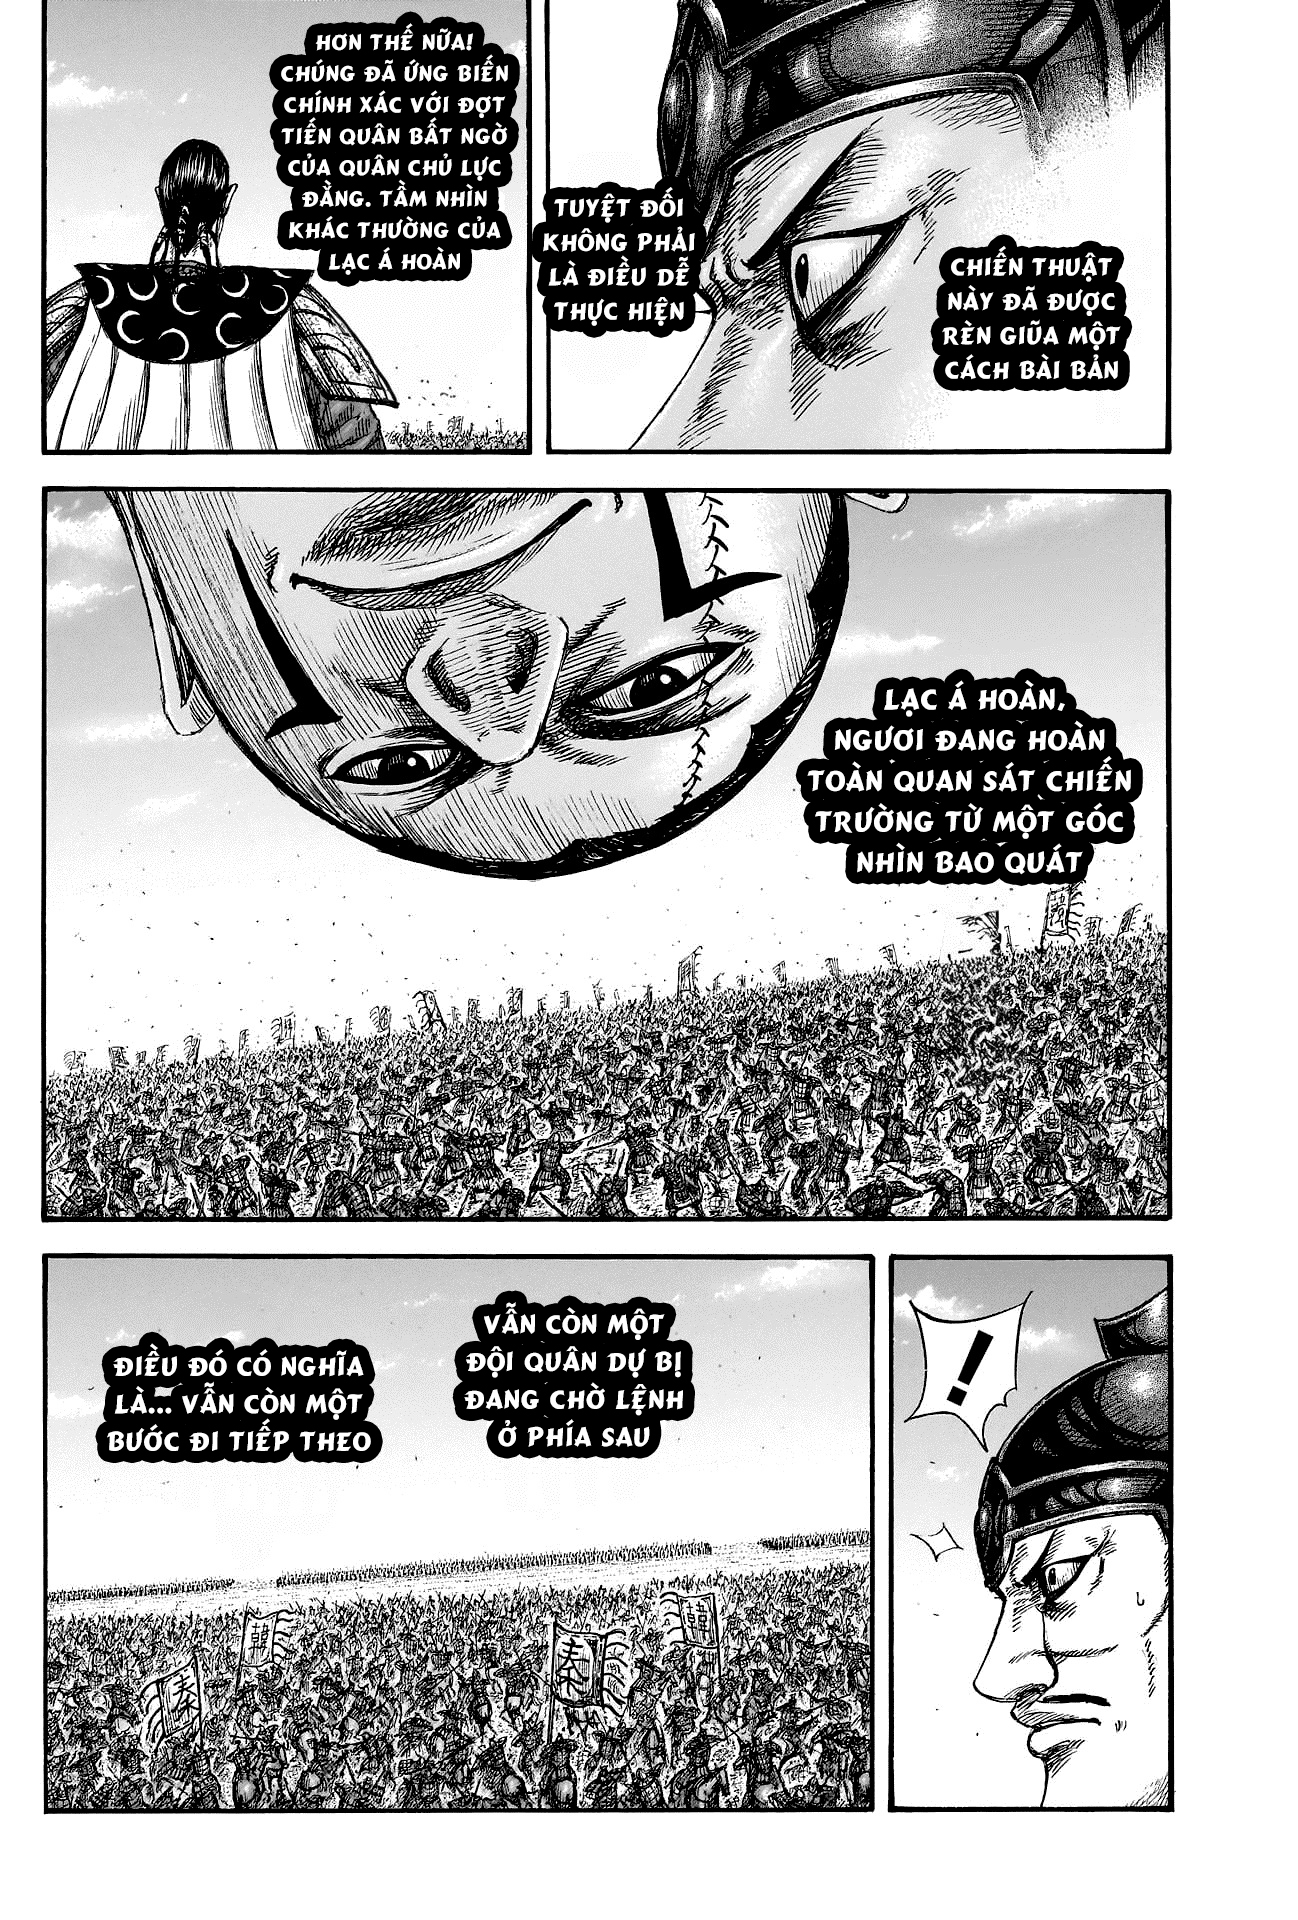 CHIẾN THUẬT
NÀY ĐÃ ĐƯỢC
RÈN GIŨA MỘT
CÁCH BÀI BẢN
TUYỆT ĐỐI
KHÔNG PHẢI
LÀ ĐIỀU DỄ
THỰC HIỆN
HƠN THẾ NỮA!
CHÚNG ĐÃ ỨNG BIẾN
CHÍNH XÁC VỚI ĐỢT
TIẾN QUÂN BẤT NGỜ
CỦA QUÂN CHỦ LỰC
ĐẰNG. TẦM NHÌN
KHÁC THƯỜNG CỦA
LẠC Á HOÀN
LẠC Á HOÀN,
NGƯƠI ĐANG HOÀN
TOÀN QUAN SÁT CHIẾN
TRƯỜNG TỪ MỘT GÓC
NHÌN BAO QUÁT
韓
!
VẪN CÒN MỘT
ĐỘI QUÂN DỰ BỊ
ĐANG CHỜ LỆNH
Ở PHÍA SAU
ĐIỀU ĐÓ CÓ NGHĨA
LÀ... VẪN CÒN MỘT
BƯỚC ĐI TIẾP THEO
韓
韓
秦
秦